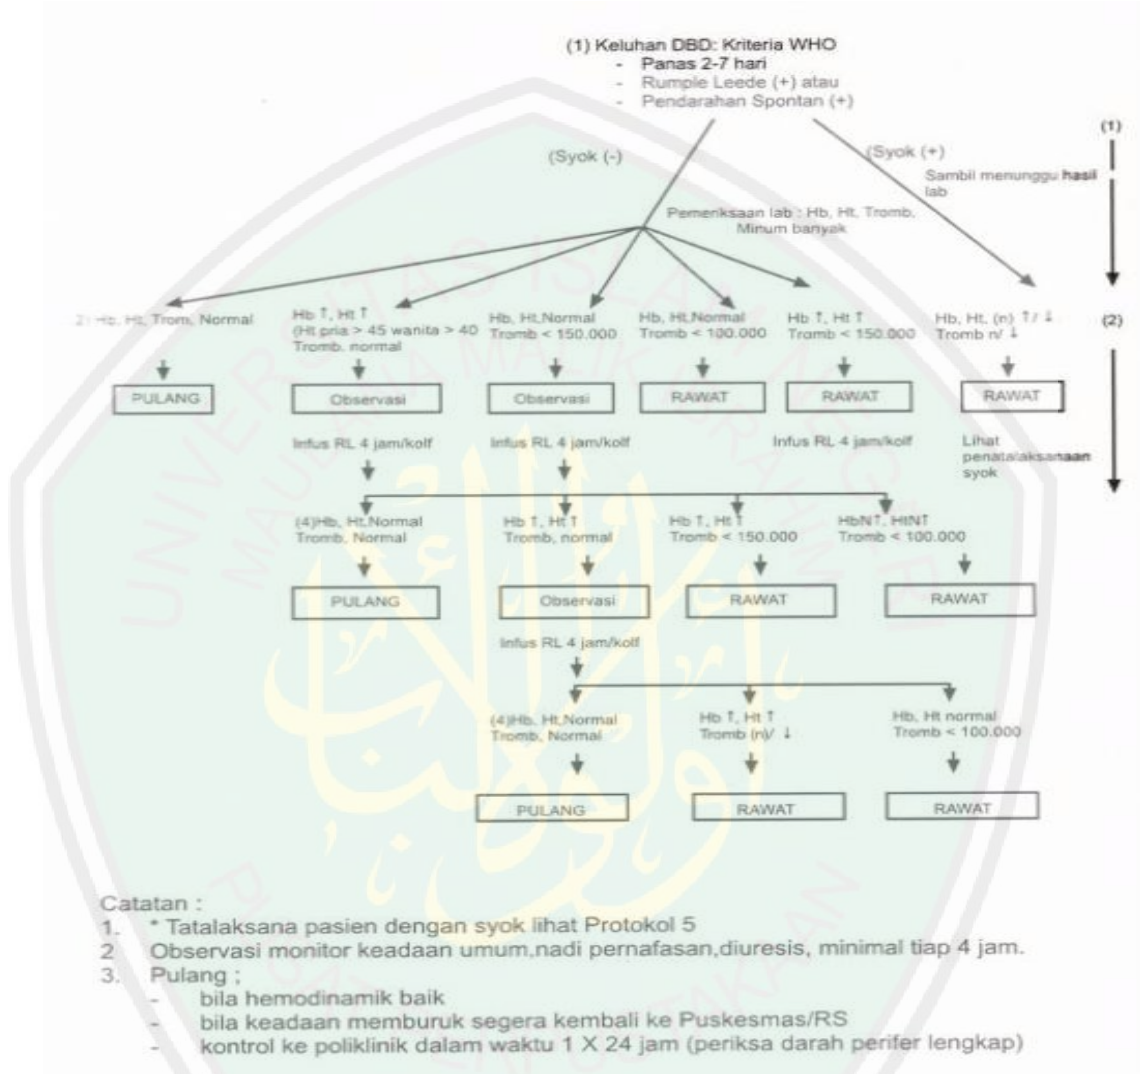 (1) Keluhan DBD: Kriteria WHO
- Panas 2-7 hari
- Rumple Leede (+) atau
- Pendarahan Spontan (+)
(1)
(Syok (-)
(Syok (+)
Sambil menunggu hasil
lab
Pemeriksaan lab : Hb, Ht, Tromb.
Minum banyak
2) Hb, Ht, Trom, Normal
Hb ↑, Ht ↑
(Ht pria > 45 wanita > 40
Tromb. normal
Hb, Ht.Normal
Tromb < 150.000
Hb, Ht.Normal
Tromb < 100.000
Hb ↑, Ht ↑
Tromb < 150.000
Hb, Ht, (n) ↑/ ↓
Tromb n/ ↓
(2)
PULANG
Observasi
Observasi
RAWAT
RAWAT
RAWAT
Infus RL 4 jam/kolf
Infus RL 4 jam/kolf
Infus RL 4 jam/kolf
Lihat
penatalaksanaan
syok
(4)Hb, Ht.Normal
Tromb, Normal
Hb ↑, Ht ↑
Tromb, normal
Hb ↑, Ht ↑
Tromb < 150.000
HbN↑, HtN↑
Tromb < 100.000
PULANG
Observasi
RAWAT
RAWAT
Infus RL 4 jam/kolf
(4)Hb, Ht.Normal
Tromb, Normal
Hb ↑, Ht ↑
Tromb (n)/ ↓
Hb, Ht normal
Tromb < 100.000
PULANG
RAWAT
RAWAT
Catatan :
1. * Tatalaksana pasien dengan syok lihat Protokol 5
2 Observasi monitor keadaan umum,nadi pernafasan,diuresis, minimal tiap 4 jam.
3. Pulang ;
- bila hemodinamik baik
- bila keadaan memburuk segera kembali ke Puskesmas/RS
- kontrol ke poliklinik dalam waktu 1 X 24 jam (periksa darah perifer lengkap)
UNIVERSITAS ISLAM NEGERI
MAULANA MALIK IBRAHIM